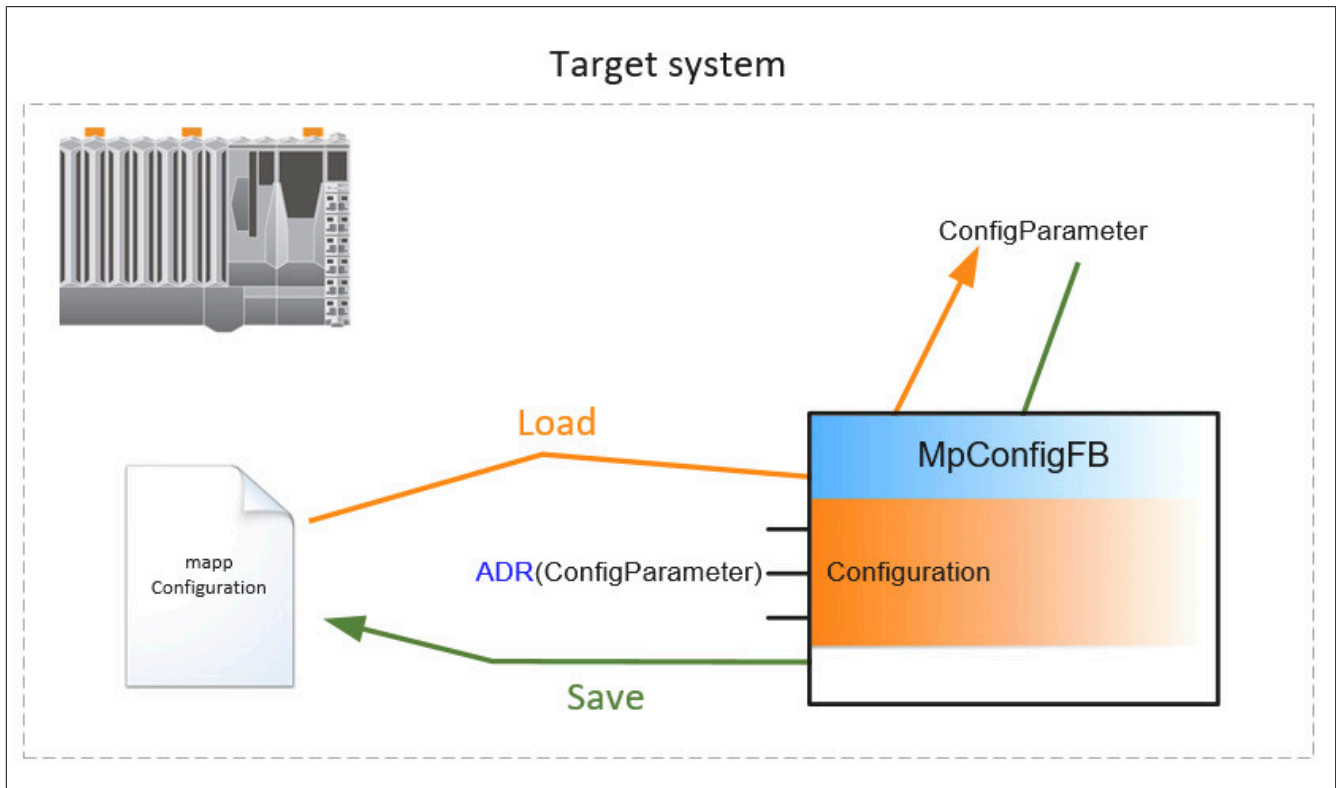 Target system
ConfigParameter
Load
MpConfigFB
mapp
Configuration
ADR(ConfigParameter)
Configuration
Save